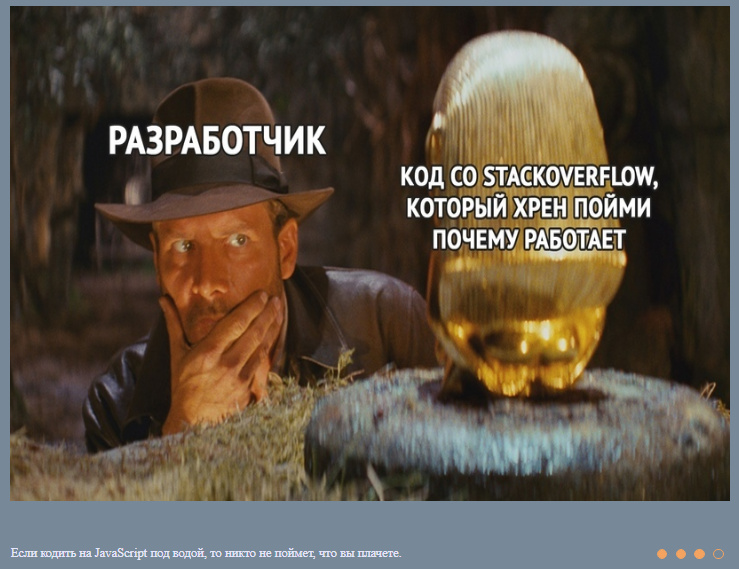 РАЗРАБОТЧИК
КОД СО STACKOVERFLOW,
КОТОРЫЙ ХРЕН ПОЙМИ
ПОЧЕМУ РАБОТАЕТ
Если кодить на JavaScript под водой, то никто не поймет, что вы плачете.